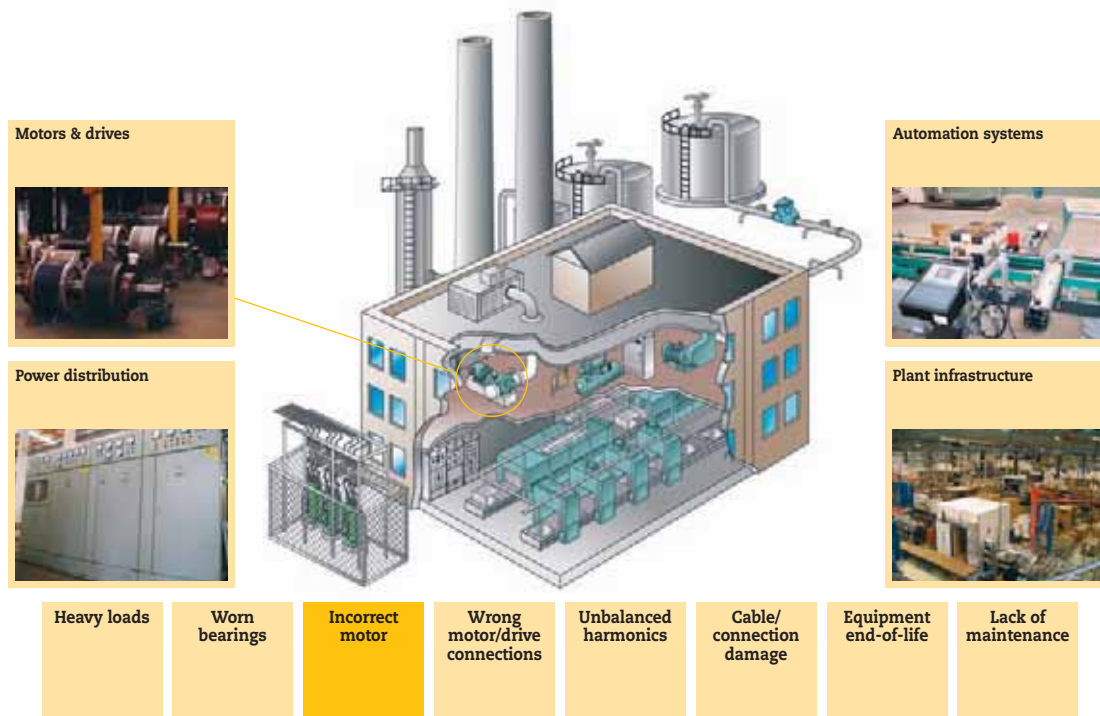 Motors & drives
Automation systems
Power distribution
Plant infrastructure
Heavy loads
Worn
bearings
Incorrect
motor
Wrong
motor/drive
connections
Unbalanced
harmonics
Cable/
connection
damage
Equipment
end-of-life
Lack of
maintenance